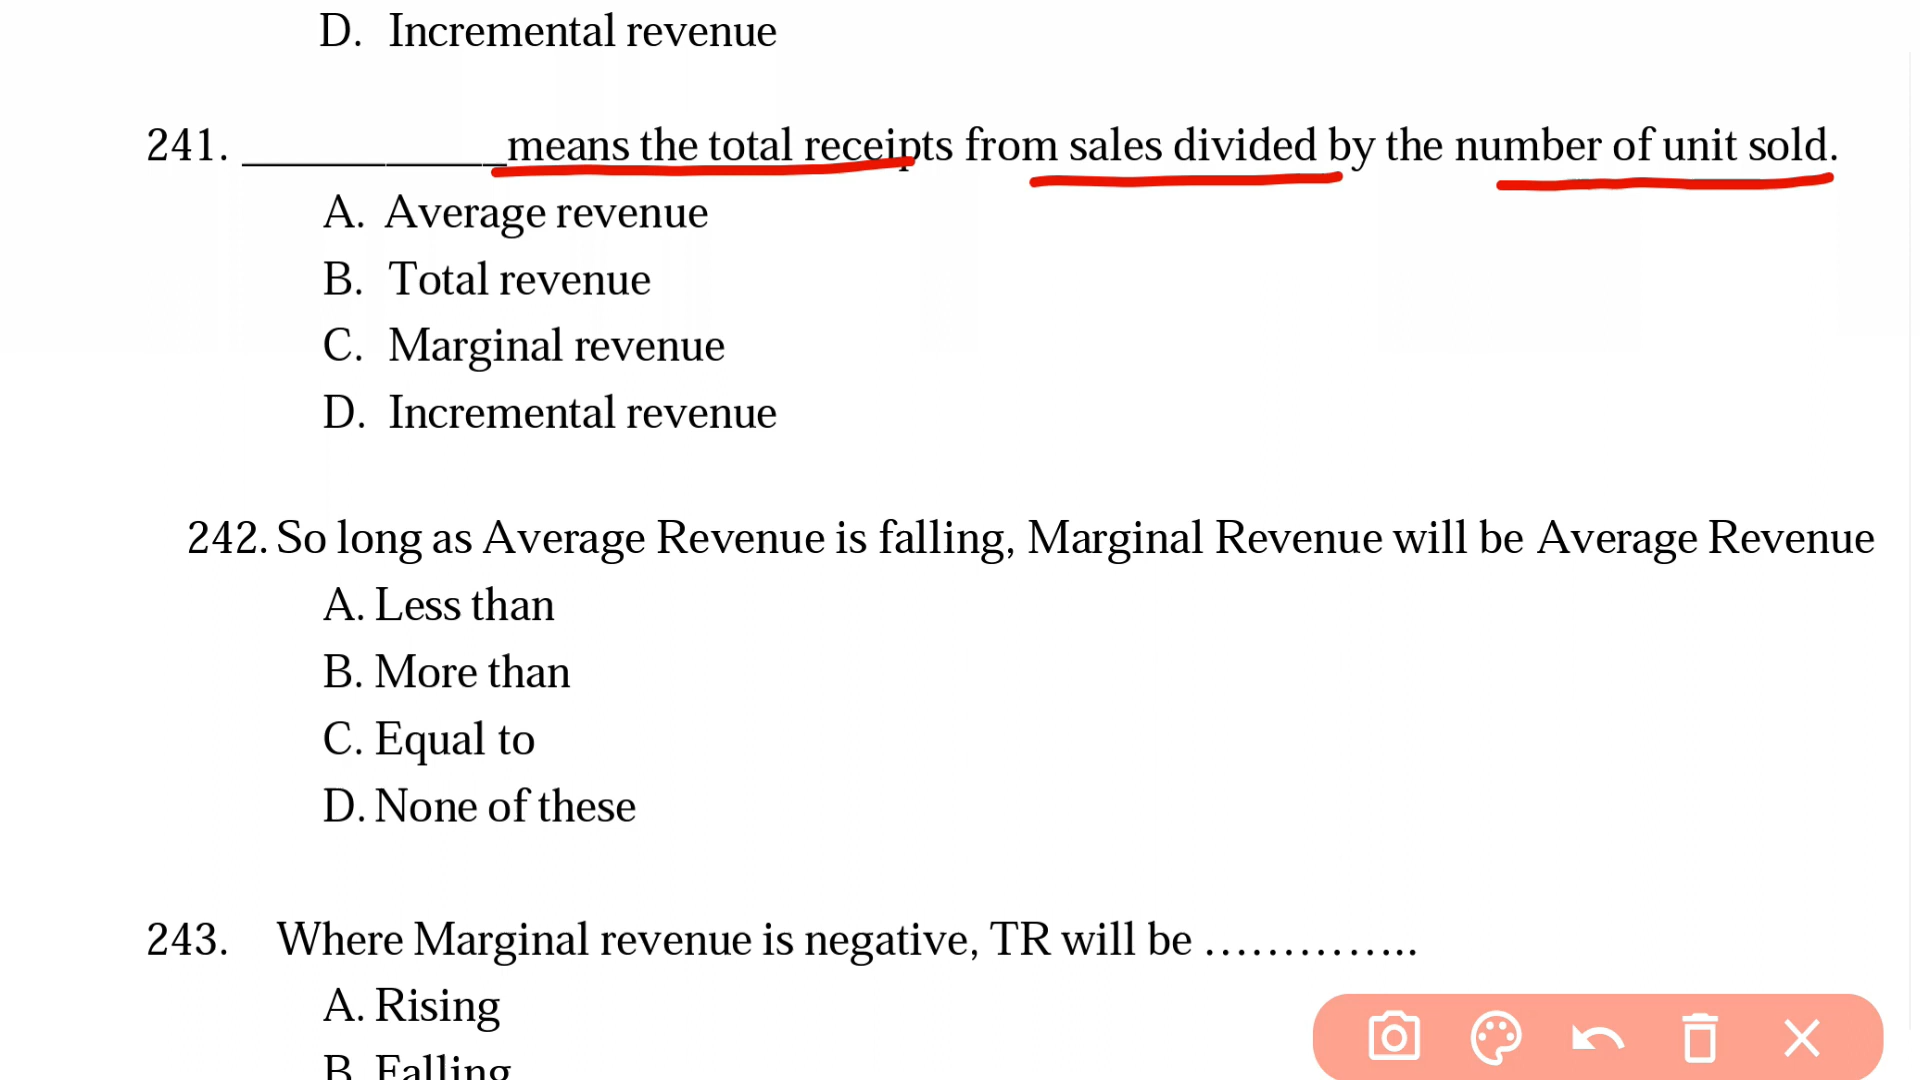 D. Incremental revenue
241. ___________means the total receipts from sales divided by the number of unit sold.
A. Average revenue
B. Total revenue
C. Marginal revenue
D. Incremental revenue
242. So long as Average Revenue is falling, Marginal Revenue will be Average Revenue
A. Less than
B. More than
C. Equal to
D. None of these
243. Where Marginal revenue is negative, TR will be …………..
A. Rising
B. Falling